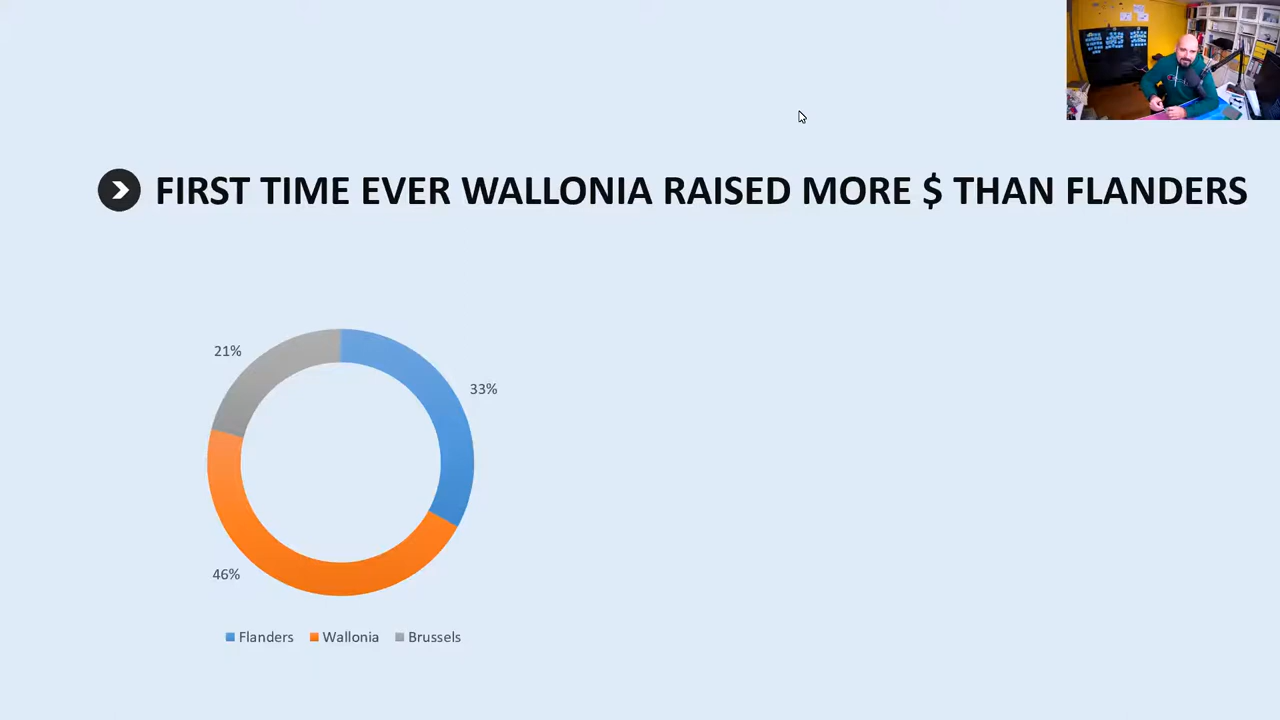 FIRST TIME EVER WALLONIA RAISED MORE $ THAN FLANDERS
21%
33%
46%
Flanders Wallonia Brussels